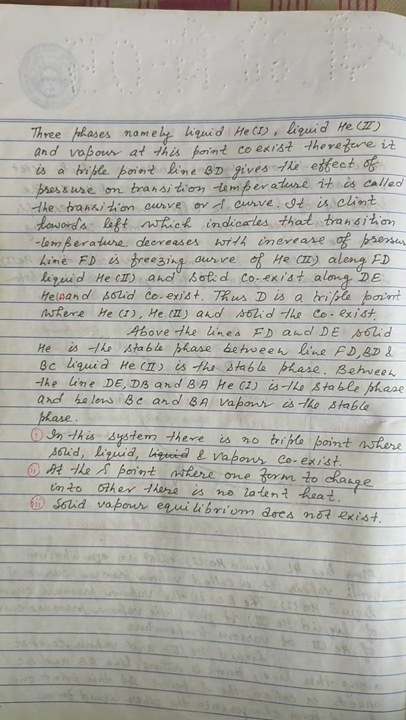 Three phases namely liquid He(I), liquid He(II)
and vapour at this point co exist therefore it
is a triple point line BD gives the effect of
pressure on transition temperature it is called
the transition curve or λ curve. It is clint
towards left which indicates that transition
temperature decreases with increase of pressur
Line FD is freezing curve of He(II) along FD
liquid He(II) and solid co-exist along DE
He(I) and solid co-exist. Thus D is a triple point
where He(I), He(II) and solid the co-exist.
Above the lines FD and DE solid
He is the stable phase between line FD, BD &
BC liquid He(II) is the stable phase. Between
the line DE, DB and BA He(I) is the stable phase
and below BC and BA vapour is the stable
phase.
(i) In this system there is no triple point where
solid, liquid, liquid & vapour co-exist.
(ii) At the λ point where one form to change
into other there is no latent heat.
(iii) Solid vapour equilibrium does not exist.